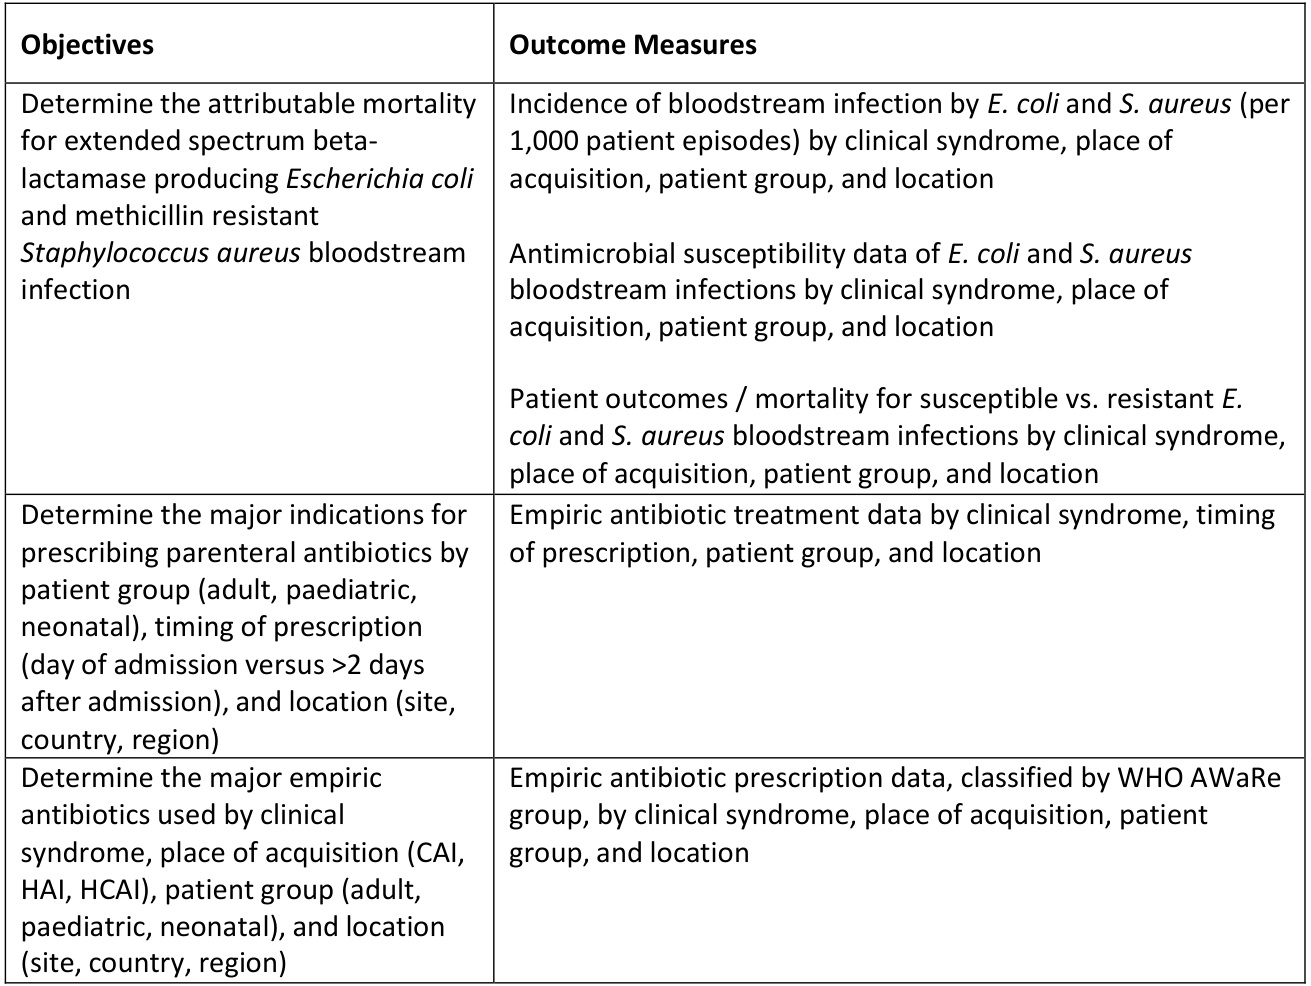 Objectives
Outcome Measures
Determine the attributable mortality
for extended spectrum beta-
lactamase producing Escherichia coli
and methicillin resistant
Staphylococcus aureus bloodstream
infection
Incidence of bloodstream infection by E. coli and S. aureus (per
1,000 patient episodes) by clinical syndrome, place of
acquisition, patient group, and location
Antimicrobial susceptibility data of E. coli and S. aureus
bloodstream infections by clinical syndrome, place of
acquisition, patient group, and location
Patient outcomes / mortality for susceptible vs. resistant E.
coli and S. aureus bloodstream infections by clinical syndrome,
place of acquisition, patient group, and location
Determine the major indications for
prescribing parenteral antibiotics by
patient group (adult, paediatric,
neonatal), timing of prescription
(day of admission versus >2 days
after admission), and location (site,
country, region)
Empiric antibiotic treatment data by clinical syndrome, timing
of prescription, patient group, and location
Determine the major empiric
antibiotics used by clinical
syndrome, place of acquisition (CAI,
HAI, HCAI), patient group (adult,
paediatric, neonatal), and location
(site, country, region)
Empiric antibiotic prescription data, classified by WHO AWaRe
group, by clinical syndrome, place of acquisition, patient
group, and location